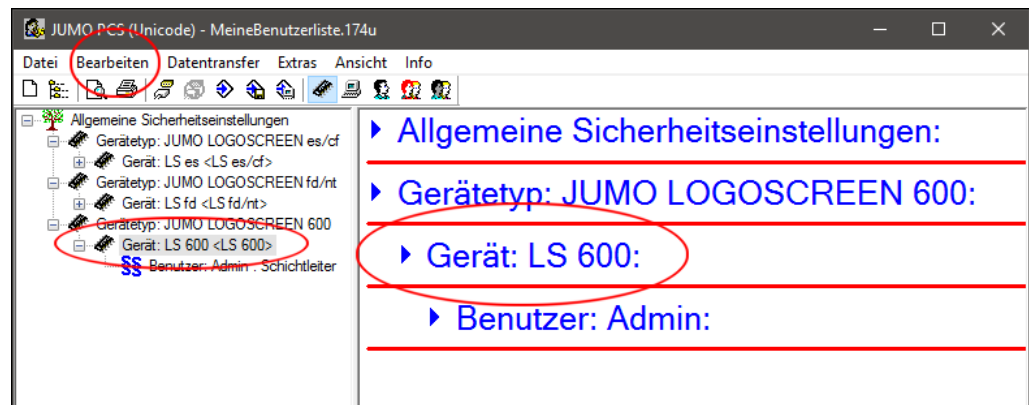 JUMO PCS (Unicode) - MeineBenutzerliste.174u
Datei Bearbeiten Datentransfer Extras Ansicht Info
Allgemeine Sicherheitseinstellungen
Gerätetyp: JUMO LOGOSCREEN es/cf
Gerät: LS es <LS es/cf>
Gerätetyp: JUMO LOGOSCREEN fd/nt
Gerät: LS fd <LS fd/nt>
Gerätetyp: JUMO LOGOSCREEN 600
Gerät: LS 600 <LS 600>
§§ Benutzer: Admin : Schichtleiter
Allgemeine Sicherheitseinstellungen:
Gerätetyp: JUMO LOGOSCREEN 600:
Gerät: LS 600:
Benutzer: Admin: